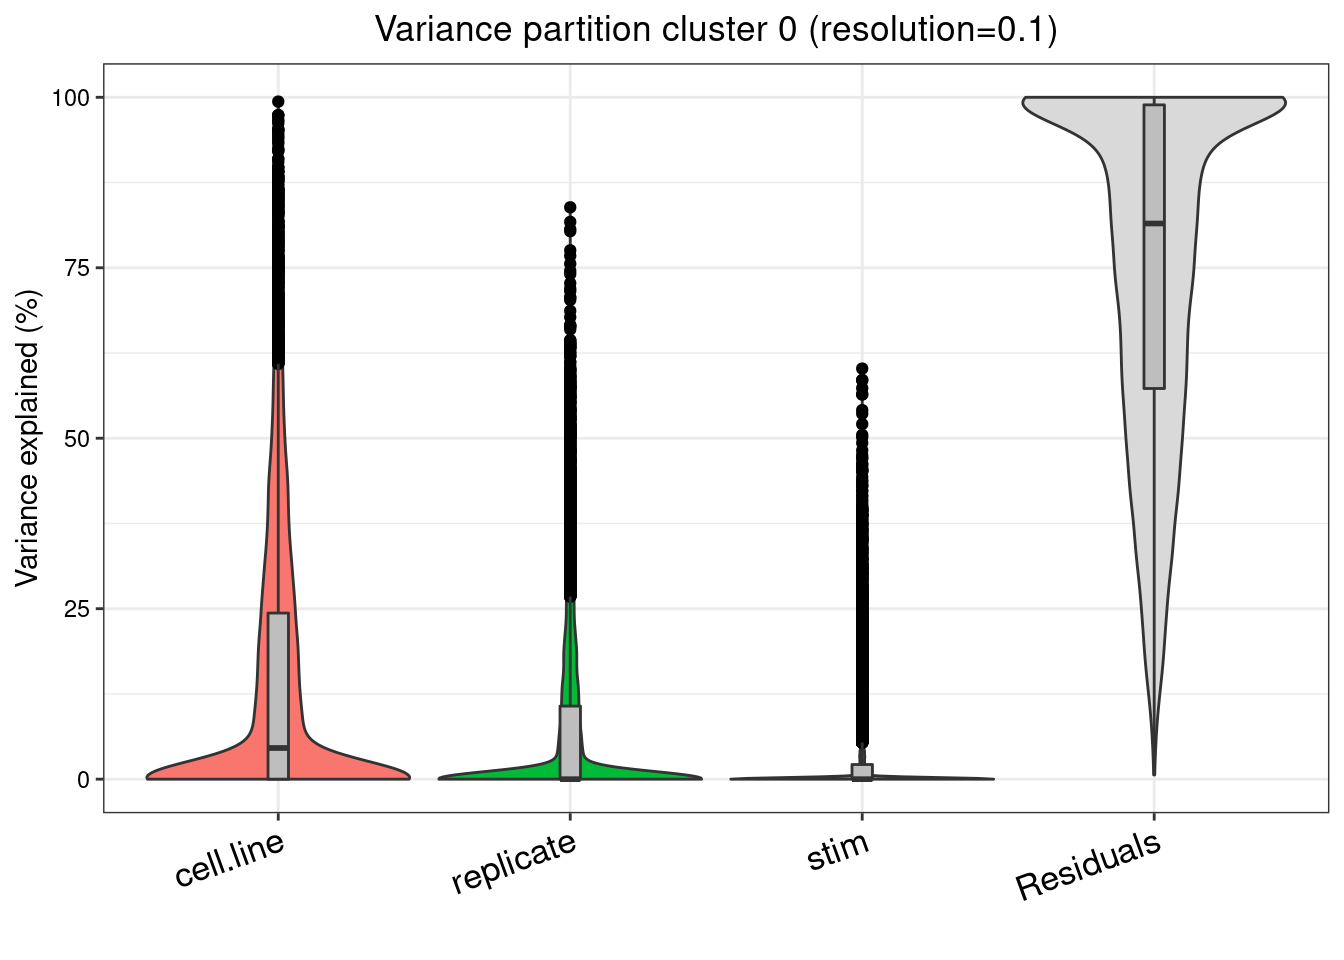 Variance partition cluster 0 (resolution=0.1)
Variance explained (%)
100
75
50
25
0
cell.line
replicate
stim
Residuals